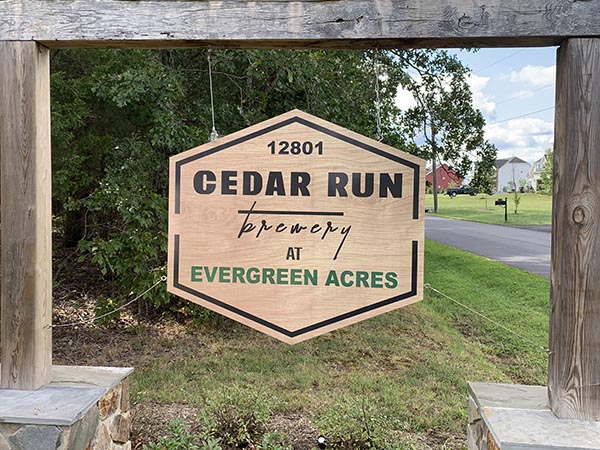 12801
CEDAR RUN
brewery
AT
EVERGREEN ACRES